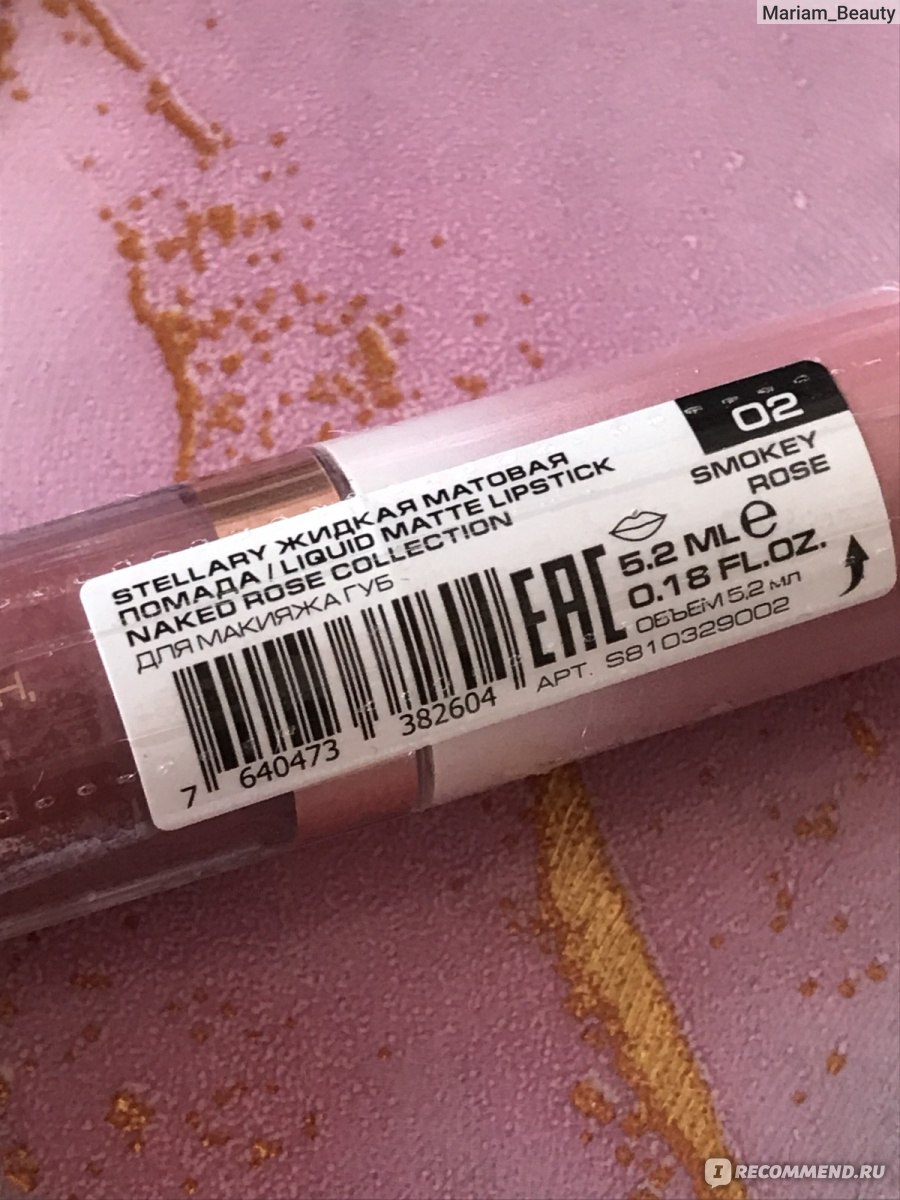 Mariam_Beauty
02
SMOKEY
ROSE
STELLARY ЖИДКАЯ МАТОВАЯ
ПОМАДА / LIQUID MATTE LIPSTICK
NAKED ROSE COLLECTION
ДЛЯ МАКИЯЖА ГУБ
7 640473 382604
EAC
5.2 ML e
0.18 FL.OZ.
ОБЪЕМ 5,2 мл
АРТ. S810329002
IRECOMMEND.RU